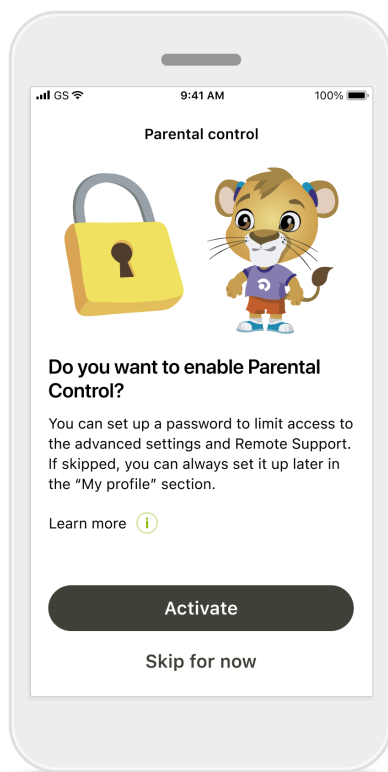 GS 9:41 AM 100%
Parental control
Do you want to enable Parental
Control?
You can set up a password to limit access to
the advanced settings and Remote Support.
If skipped, you can always set it up later in
the “My profile” section.
Learn more i
Activate
Skip for now